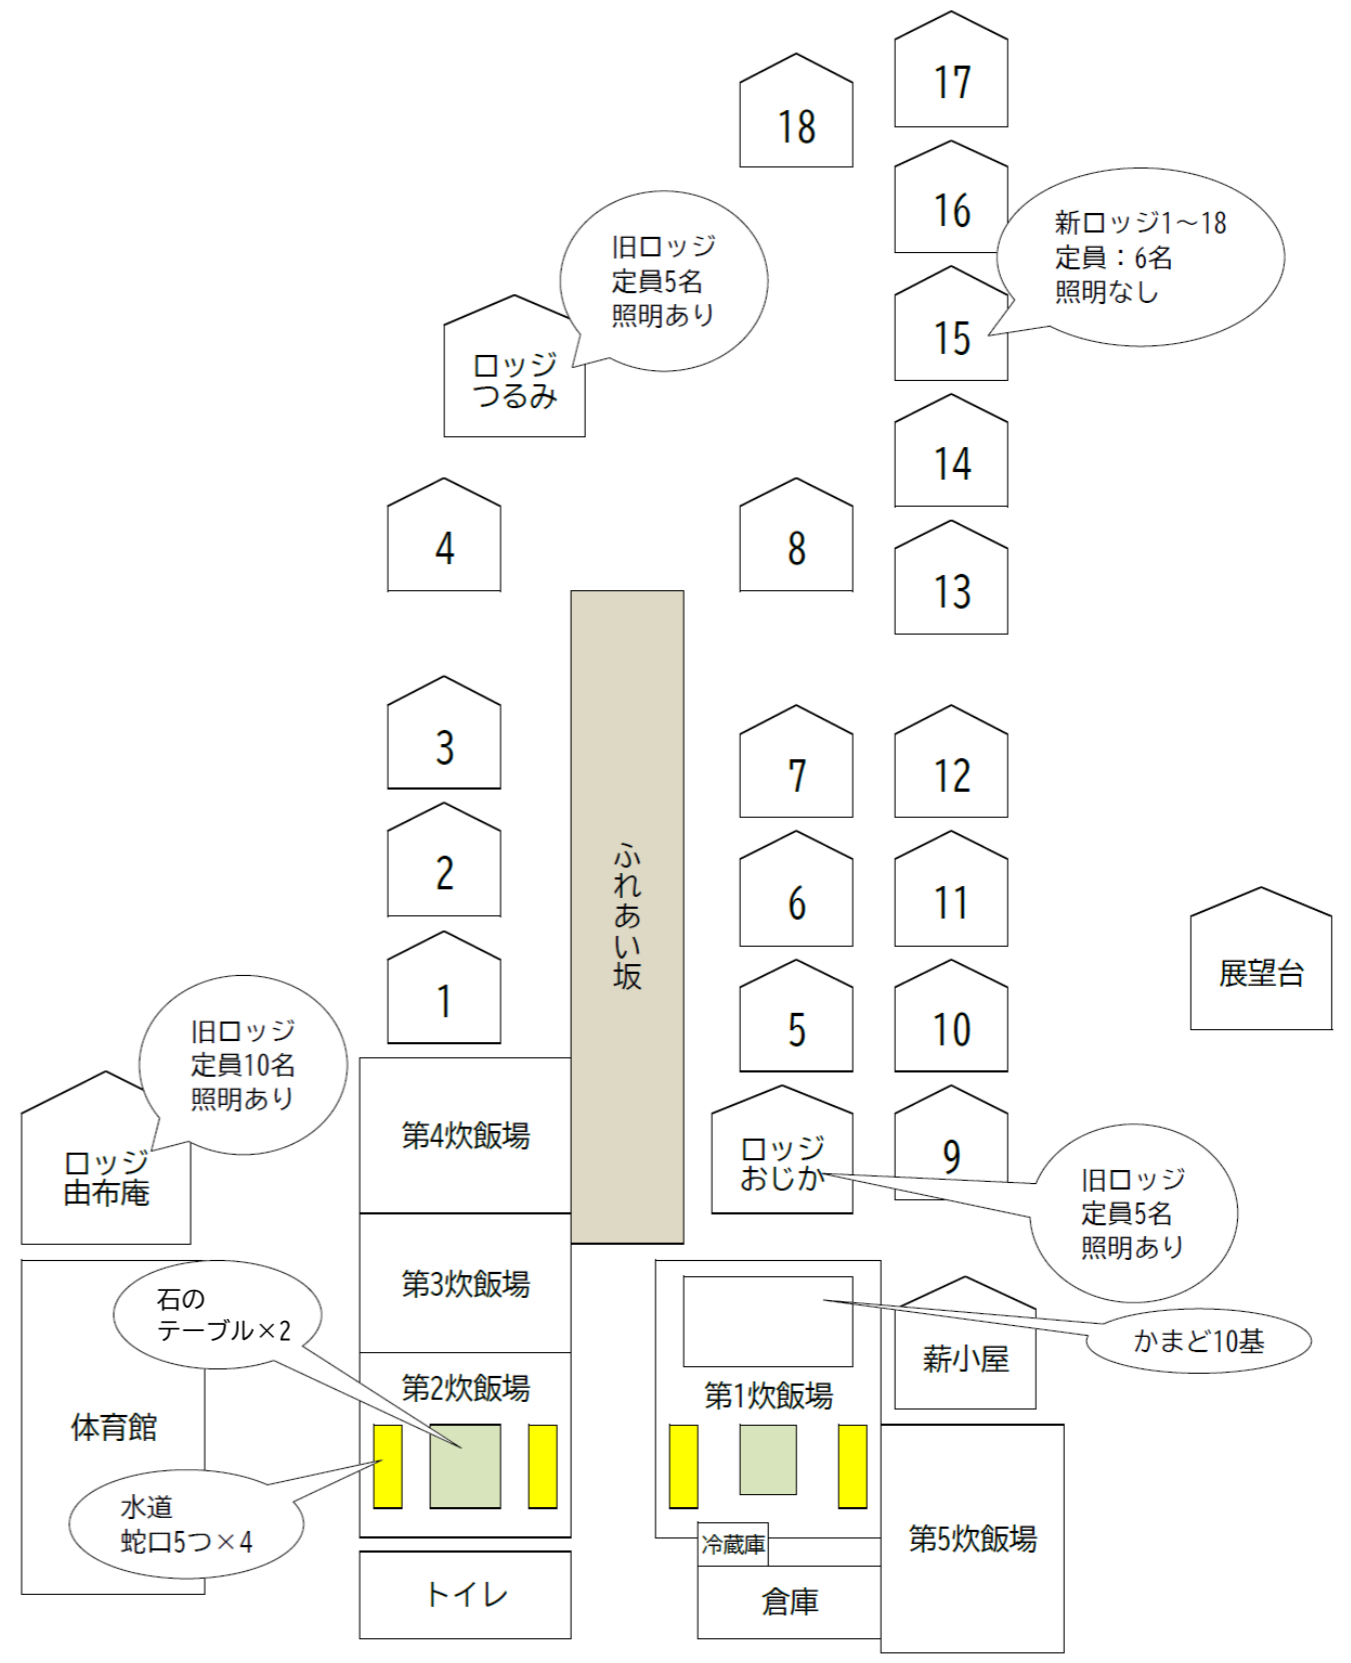 17
18
16
新ロッジ1～18
定員：6名
照明なし
旧ロッジ
定員5名
照明あり
15
ロッジ
つるみ
14
4
8
13
3
7
12
2
6
11
ふれあい坂
展望台
1
5
10
旧ロッジ
定員10名
照明あり
第4炊飯場
ロッジ
おじか
9
ロッジ
由布庵
旧ロッジ
定員5名
照明あり
第3炊飯場
石の
テーブル×2
かまど10基
薪小屋
第2炊飯場
第1炊飯場
体育館
水道
蛇口5つ×4
冷蔵庫
第5炊飯場
トイレ
倉庫